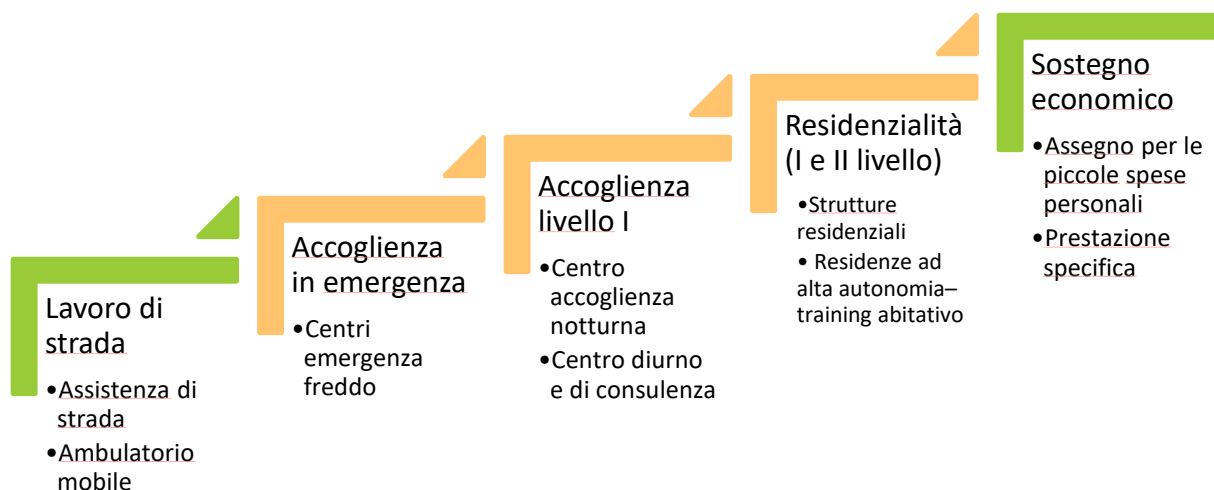 Lavoro di
strada
•Assistenza di
strada
•Ambulatorio
mobile
Accoglienza
in emergenza
•Centri
emergenza
freddo
Accoglienza
livello I
•Centro
accoglienza
notturna
•Centro diurno
e di consulenza
Residenzialità
(I e II livello)
•Strutture
residenziali
• Residenze ad
alta autonomia–
training abitativo
Sostegno
economico
•Assegno per le
piccole spese
personali
•Prestazione
specifica